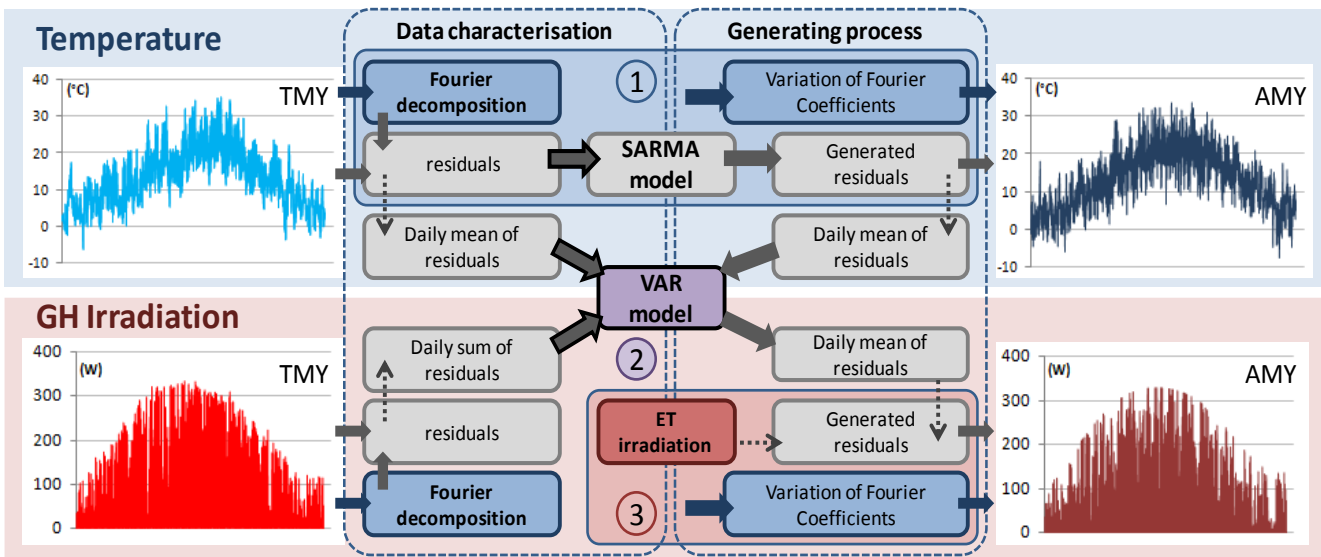 Data characterisation
Generating process
Temperature
40
30
20
10
0
-10
(°C)
TMY
Fourier
decomposition
1
Variation of Fourier
Coefficients
40
30
20
10
0
-10
(°C)
AMY
residuals
SARMA
model
Generated
residuals
Daily mean of
residuals
VAR
model
Daily mean of
residuals
GH Irradiation
400
300
200
100
0
(W)
TMY
Daily sum of
residuals
2
Daily mean of
residuals
400
300
200
100
0
(W)
AMY
residuals
ET
irradiation
Generated
residuals
Fourier
decomposition
3
Variation of Fourier
Coefficients